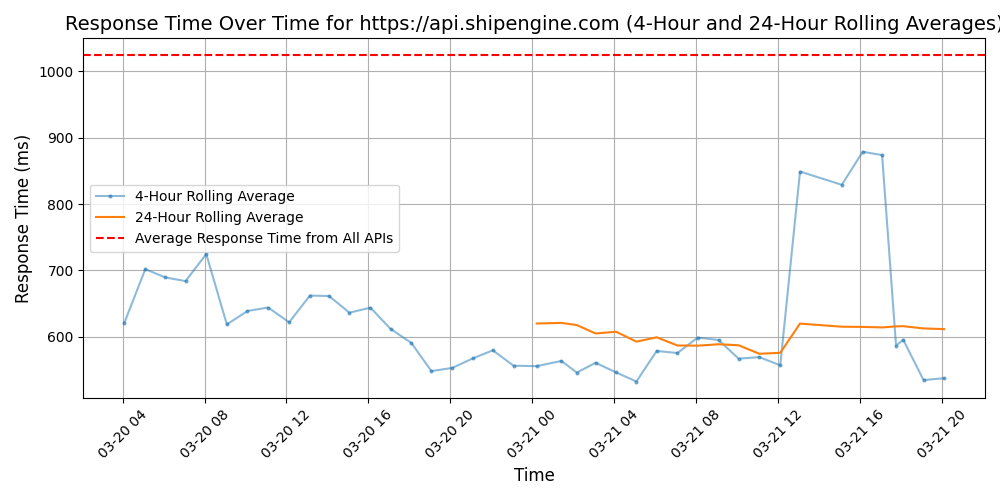 Response Time Over Time for https://api.shipengine.com (4-Hour and 24-Hour Rolling Averages)
Response Time (ms)
1000
900
800
700
600
4-Hour Rolling Average
24-Hour Rolling Average
Average Response Time from All APIs
03-20 04
03-20 08
03-20 12
03-20 16
03-20 20
03-21 00
03-21 04
03-21 08
03-21 12
03-21 16
03-21 20
Time